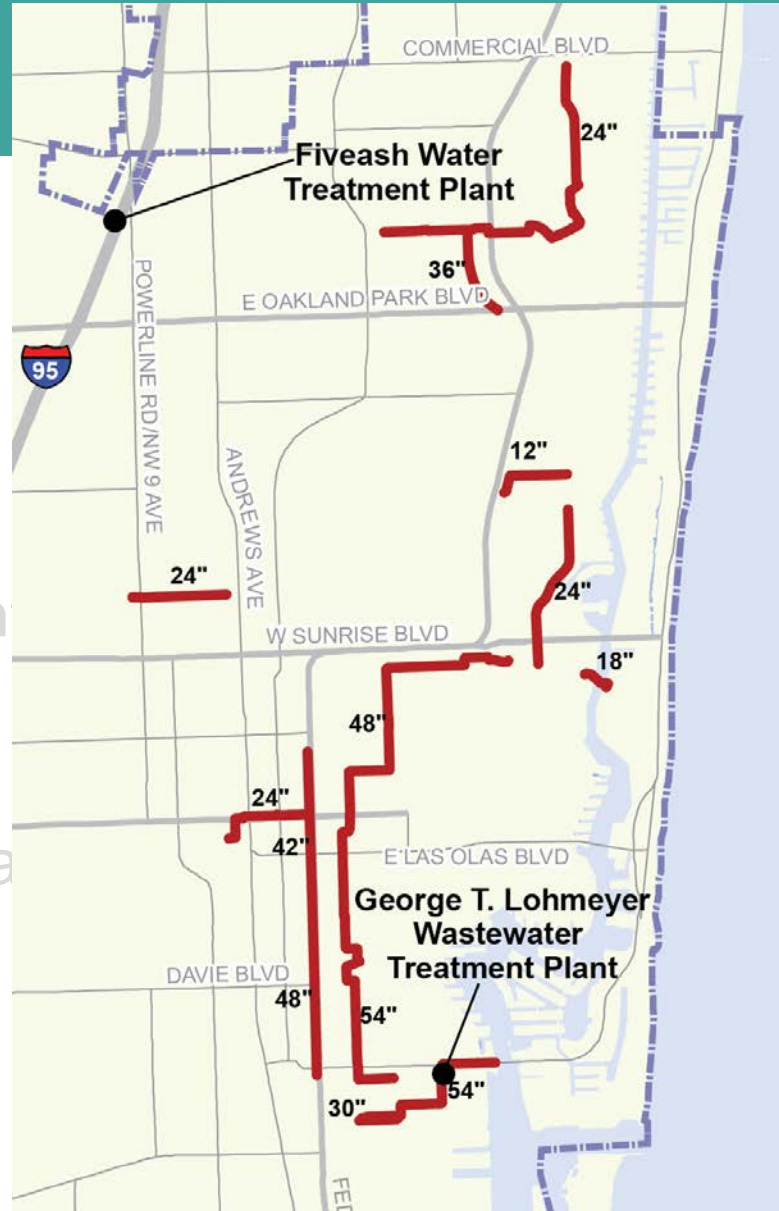 COMMERCIAL BLVD
24"
Fiveash Water
Treatment Plant
36"
E OAKLAND PARK BLVD
POWERLINE RD/NW 9 AVE
95
ANDREWS AVE
12"
24"
24"
W SUNRISE BLVD
18"
48"
24"
42"
E LAS OLAS BLVD
George T. Lohmeyer
Wastewater
Treatment Plant
DAVIE BLVD
48"
54"
54"
30"
FED